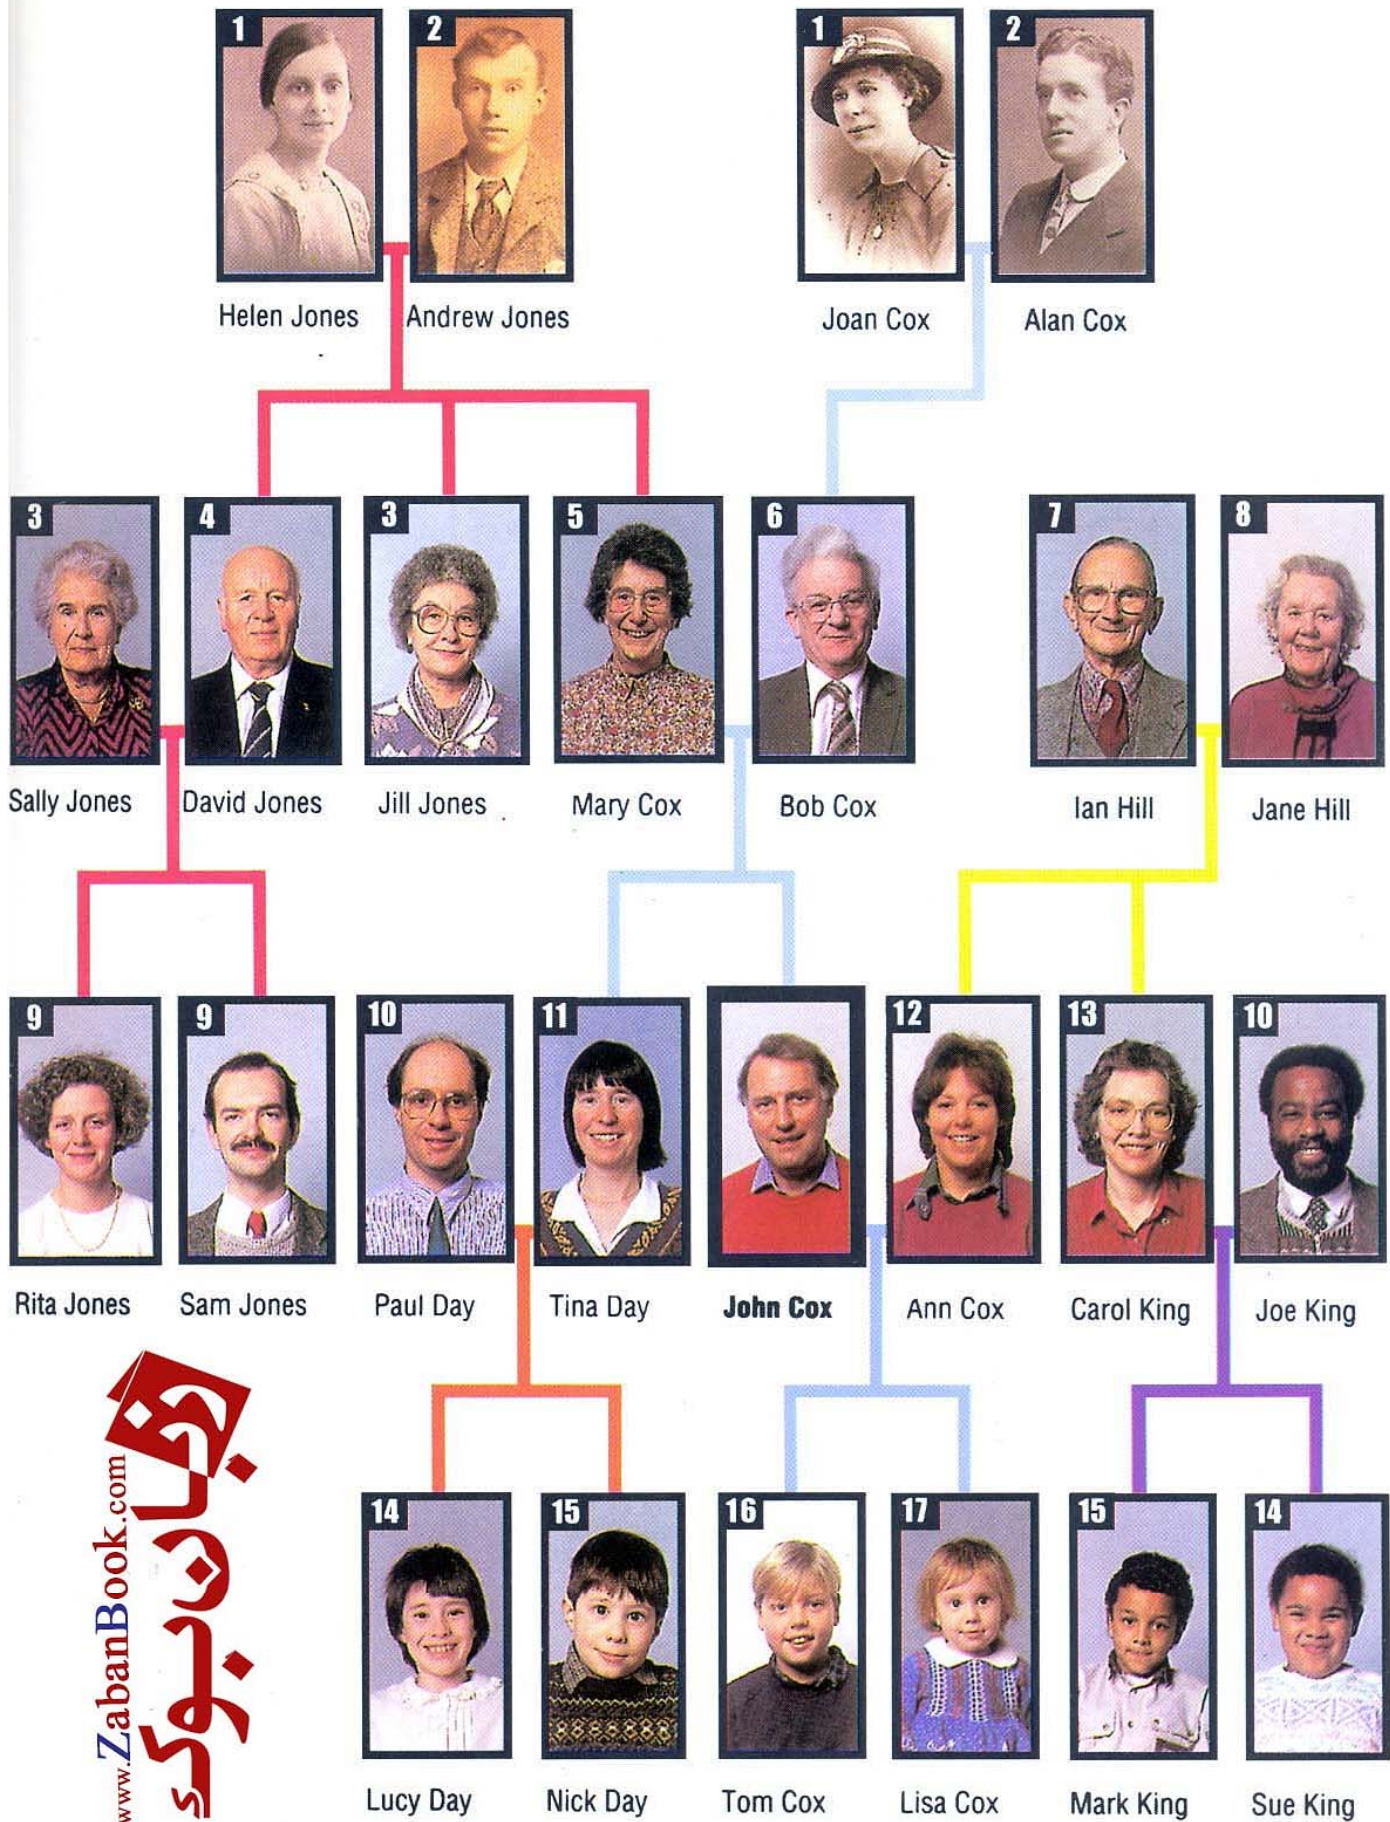 1 2 1 2
Helen Jones Andrew Jones Joan Cox Alan Cox
3 4 3 5 6 7 8
Sally Jones David Jones Jill Jones Mary Cox Bob Cox Ian Hill Jane Hill
9 9 10 11 12 13 10
Rita Jones Sam Jones Paul Day Tina Day John Cox Ann Cox Carol King Joe King
14 15 16 17 15 14
Lucy Day Nick Day Tom Cox Lisa Cox Mark King Sue King
www.ZabanBook.com
زبان بوک